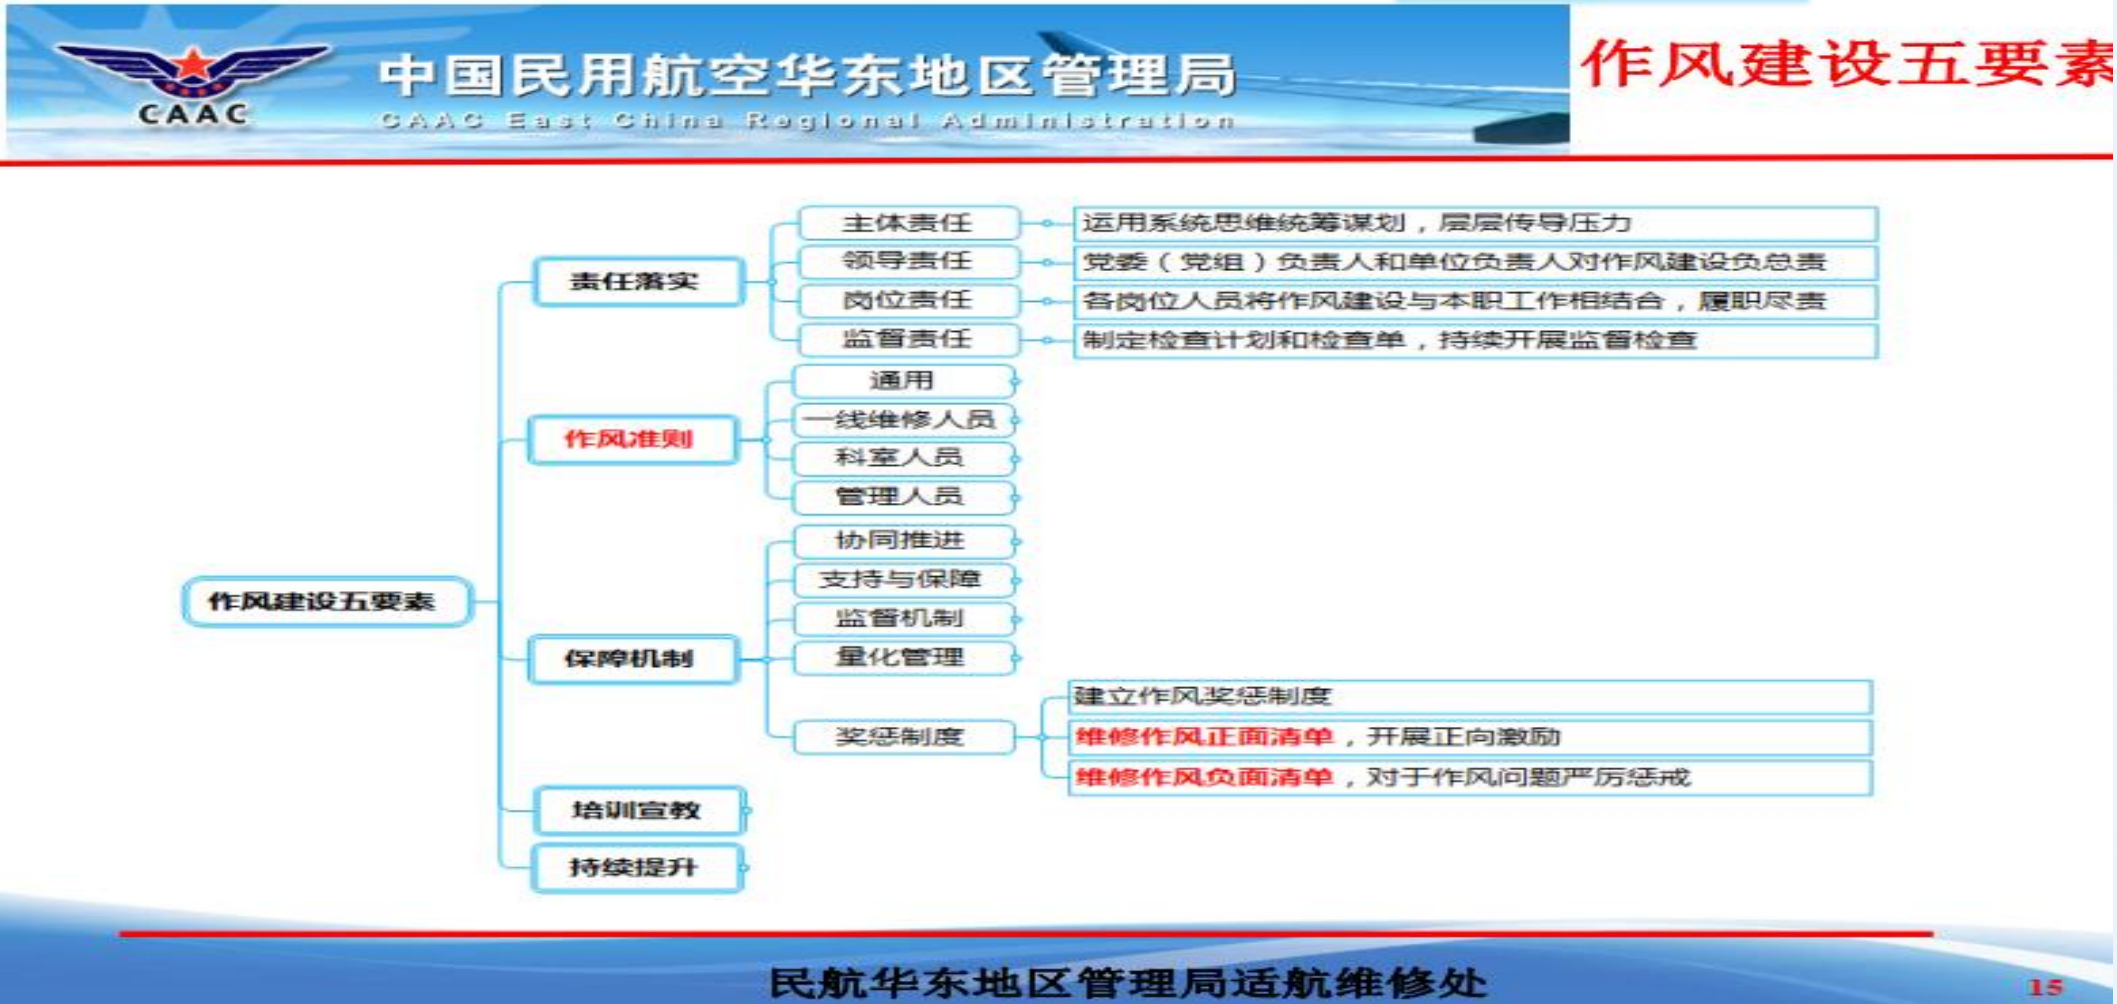 作风建设五要素
CAAC
中国民用航空华东地区管理局
CAAC East China Regional Administration
作风建设五要素
责任落实
主体责任
运用系统思维统筹谋划，层层传导压力
领导责任
党委（党组）负责人和单位负责人对作风建设负总责
岗位责任
各岗位人员将作风建设与本职工作相结合，履职尽责
监督责任
制定检查计划和检查单，持续开展监督检查
作风准则
通用
一线维修人员
科室人员
管理人员
保障机制
协同推进
支持与保障
监督机制
量化管理
奖惩制度
建立作风奖惩制度
维修作风正面清单，开展正向激励
维修作风负面清单，对于作风问题严厉惩戒
培训宣教
持续提升
民航华东地区管理局适航维修处
15